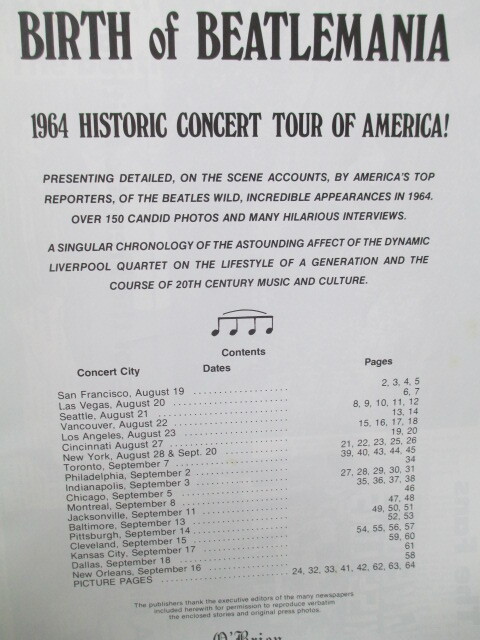 BIRTH of BEATLEMANIA
1964 HISTORIC CONCERT TOUR OF AMERICA!
PRESENTING DETAILED, ON THE SCENE ACCOUNTS, BY AMERICA'S TOP
REPORTERS, OF THE BEATLES WILD, INCREDIBLE APPEARANCES IN 1964.
OVER 150 CANDID PHOTOS AND MANY HILARIOUS INTERVIEWS.
A SINGULAR CHRONOLOGY OF THE ASTOUNDING AFFECT OF THE DYNAMIC
LIVERPOOL QUARTET ON THE LIFESTYLE OF A GENERATION AND THE
COURSE OF 20TH CENTURY MUSIC AND CULTURE.
Contents
Concert City Dates Pages
San Francisco, August 19 .................... 2, 3, 4, 5
Las Vegas, August 20 .................... 6, 7
Seattle, August 21 .................... 8, 9, 10, 11, 12
Vancouver, August 22 .................... 13, 14
Los Angeles, August 23 .................... 15, 16, 17, 18
Cincinnati August 27 .................... 19, 20
New York, August 28 & Sept. 20 .................... 21, 22, 23, 25, 26
Toronto, September 7 .................... 39, 40, 43, 44, 45
Philadelphia, September 2 .................... 34
Indianapolis, September 3 .................... 27, 28, 29, 30, 31
Chicago, September 5 .................... 35, 36, 37, 38
Montreal, September 8 .................... 46
Jacksonville, September 11 .................... 47, 48
Baltimore, September 13 .................... 49, 50, 51
Pittsburgh, September 14 .................... 52, 53
Cleveland, September 15 .................... 54, 55, 56, 57
Kansas City, September 17 .................... 59, 60
Dallas, September 18 .................... 61
New Orleans, September 16 .................... 58
PICTURE PAGES .................... 24, 32, 33, 41, 42, 62, 63, 64
The publishers thank the executive editors of the many newspapers
included herewith for permission to reproduce verbatim
the enclosed stories and original press photos.
O'Brien